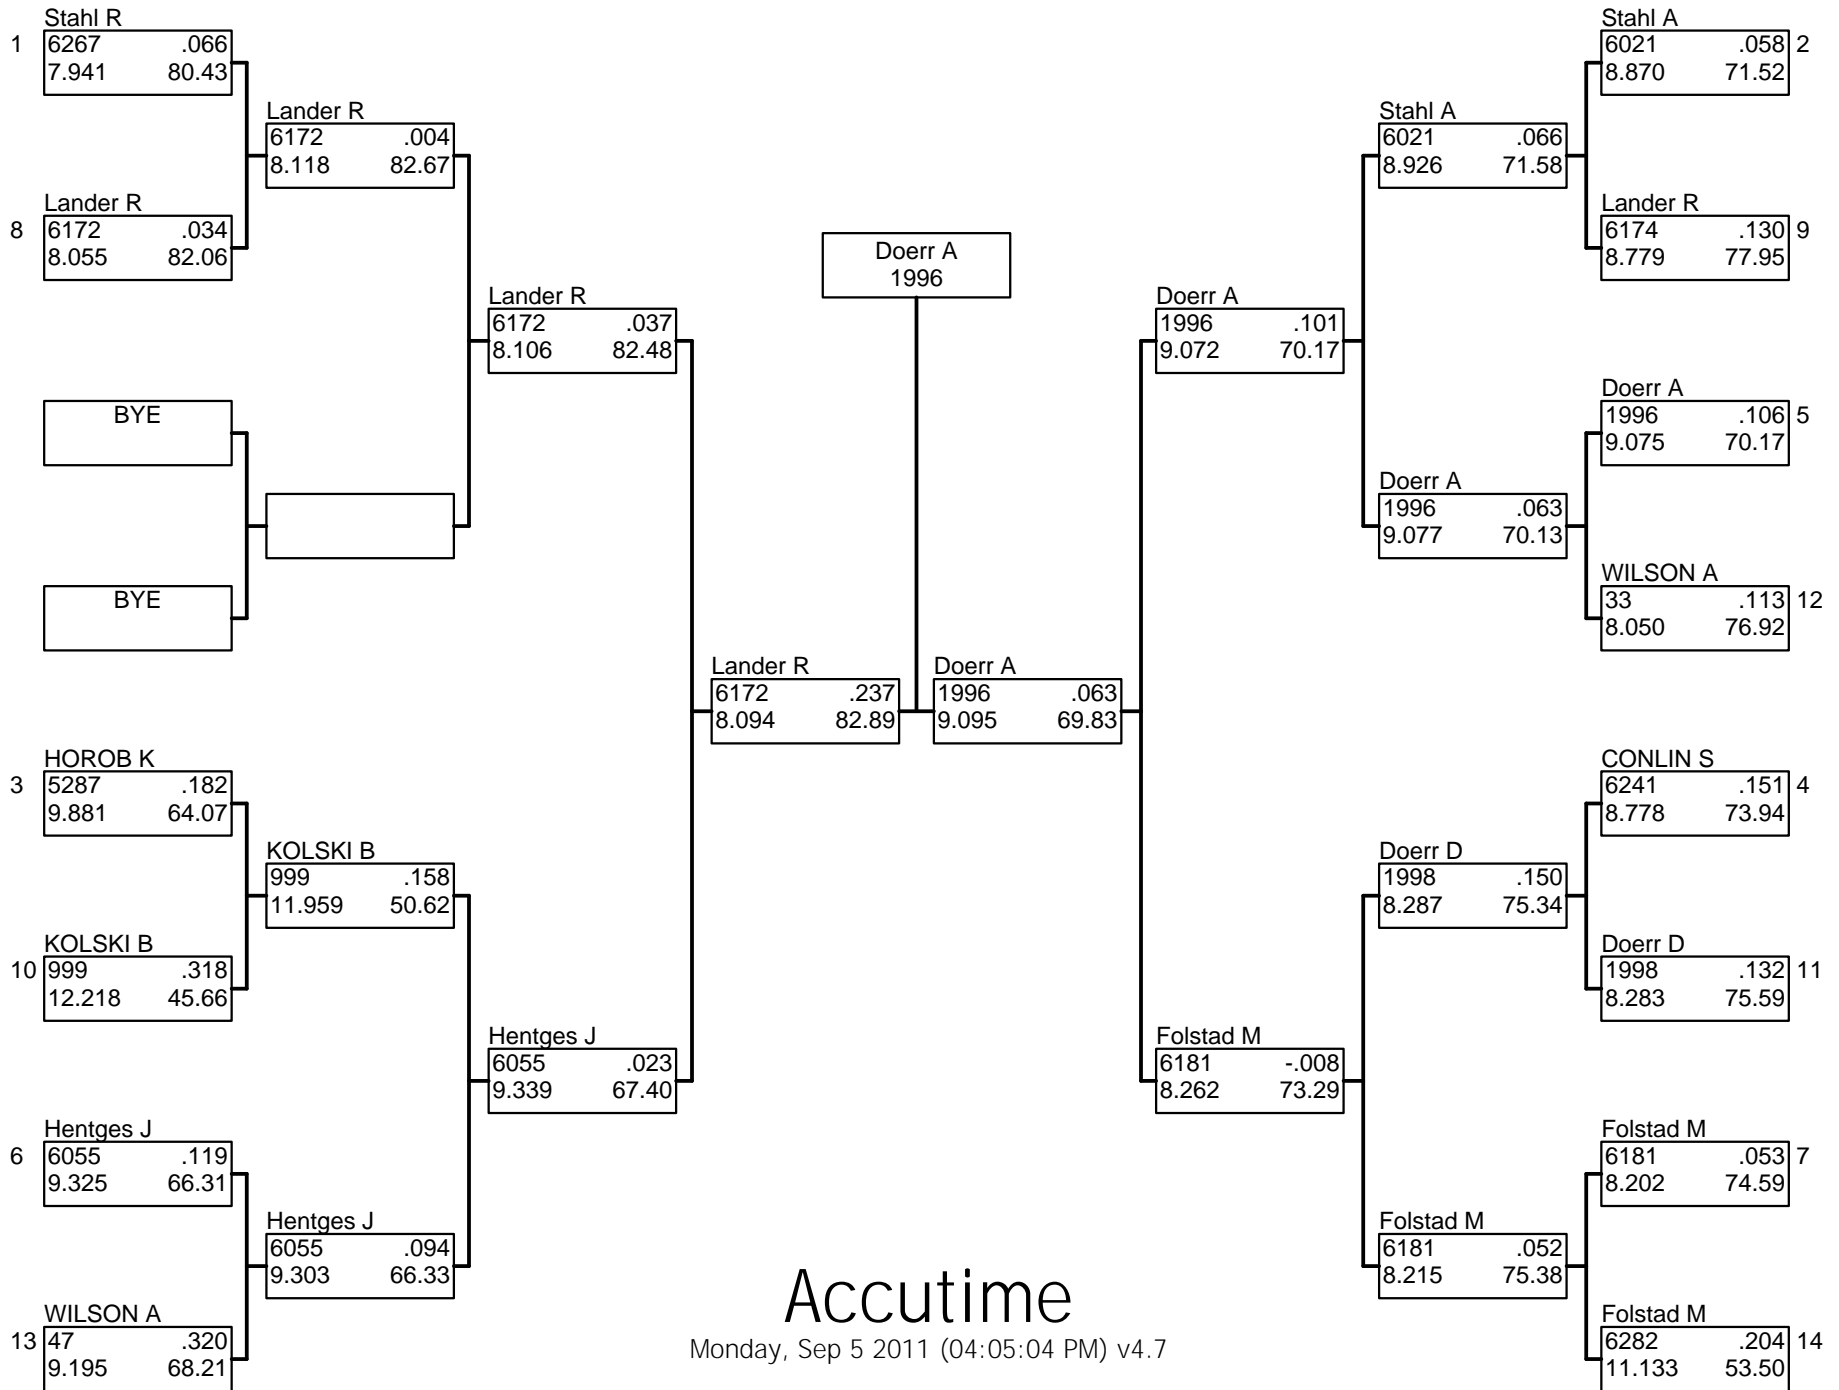 Stahl R
1 6267 .066
7.941 80.43
Lander R
8 6172 .034
8.055 82.06
BYE
BYE
HOROB K
3 5287 .182
9.881 64.07
KOLSKI B
10 999 .318
12.218 45.66
Hentges J
6 6055 .119
9.325 66.31
WILSON A
13 47 .320
9.195 68.21
Lander R
6172 .004
8.118 82.67
KOLSKI B
999 .158
11.959 50.62
Hentges J
6055 .094
9.303 66.33
Lander R
6172 .037
8.106 82.48
Hentges J
6055 .023
9.339 67.40
Lander R
6172 .237
8.094 82.89
Doerr A
1996
Doerr A
1996 .063
9.095 69.83
Doerr A
1996 .101
9.072 70.17
Folstad M
6181 -.008
8.262 73.29
Stahl A
6021 .066
8.926 71.58
Doerr A
1996 .063
9.077 70.13
Doerr D
1998 .150
8.287 75.34
Folstad M
6181 .052
8.215 75.38
Stahl A
6021 .058 2
8.870 71.52
Lander R
6174 .130 9
8.779 77.95
Doerr A
1996 .106 5
9.075 70.17
WILSON A
33 .113 12
8.050 76.92
CONLIN S
6241 .151 4
8.778 73.94
Doerr D
1998 .132 11
8.283 75.59
Folstad M
6181 .053 7
8.202 74.59
Folstad M
6282 .204 14
11.133 53.50
Accutime
Monday, Sep 5 2011 (04:05:04 PM) v4.7